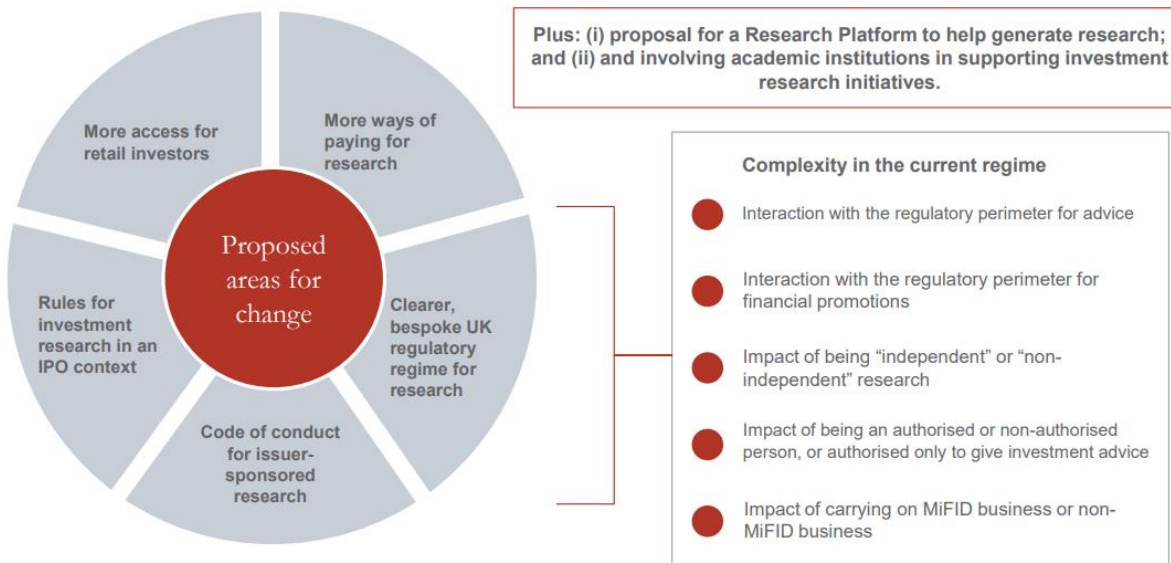 Plus: (i) proposal for a Research Platform to help generate research;
and (ii) and involving academic institutions in supporting investment
research initiatives.
More access for
retail investors
More ways of
paying for
research
Proposed
areas for
change
Rules for
investment
research in an
IPO context
Clearer,
bespoke UK
regulatory
regime for
research
Code of conduct
for issuer-
sponsored
research
Complexity in the current regime
Interaction with the regulatory perimeter for advice
Interaction with the regulatory perimeter for
financial promotions
Impact of being “independent” or “non-
independent” research
Impact of being an authorised or non-authorised
person, or authorised only to give investment advice
Impact of carrying on MiFID business or non-
MiFID business